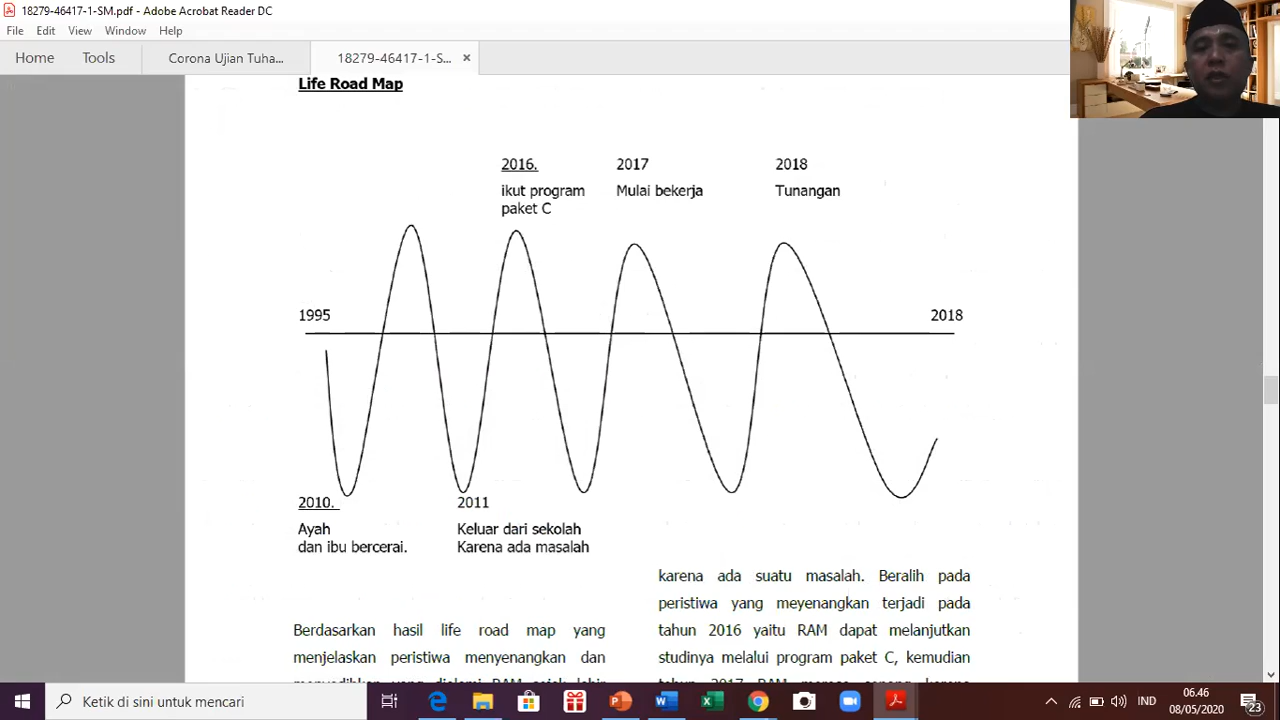 18279-46417-1-SM.pdf - Adobe Acrobat Reader DC
File Edit View Window Help
Home Tools Corona Ujian Tuha... 18279-46417-1-S... ×
Life Road Map
2016. 2017 2018
ikut program Mulai bekerja Tunangan
paket C
1995 2018
2010. 2011
Ayah Keluar dari sekolah
dan ibu bercerai. Karena ada masalah
Berdasarkan hasil life road map yang
menjelaskan peristiwa menyenangkan dan
karena ada suatu masalah. Beralih pada
peristiwa yang meyenangkan terjadi pada
tahun 2016 yaitu RAM dapat melanjutkan
studinya melalui program paket C, kemudian
Ketik di sini untuk mencari
IND
06.46
08/05/2020
23